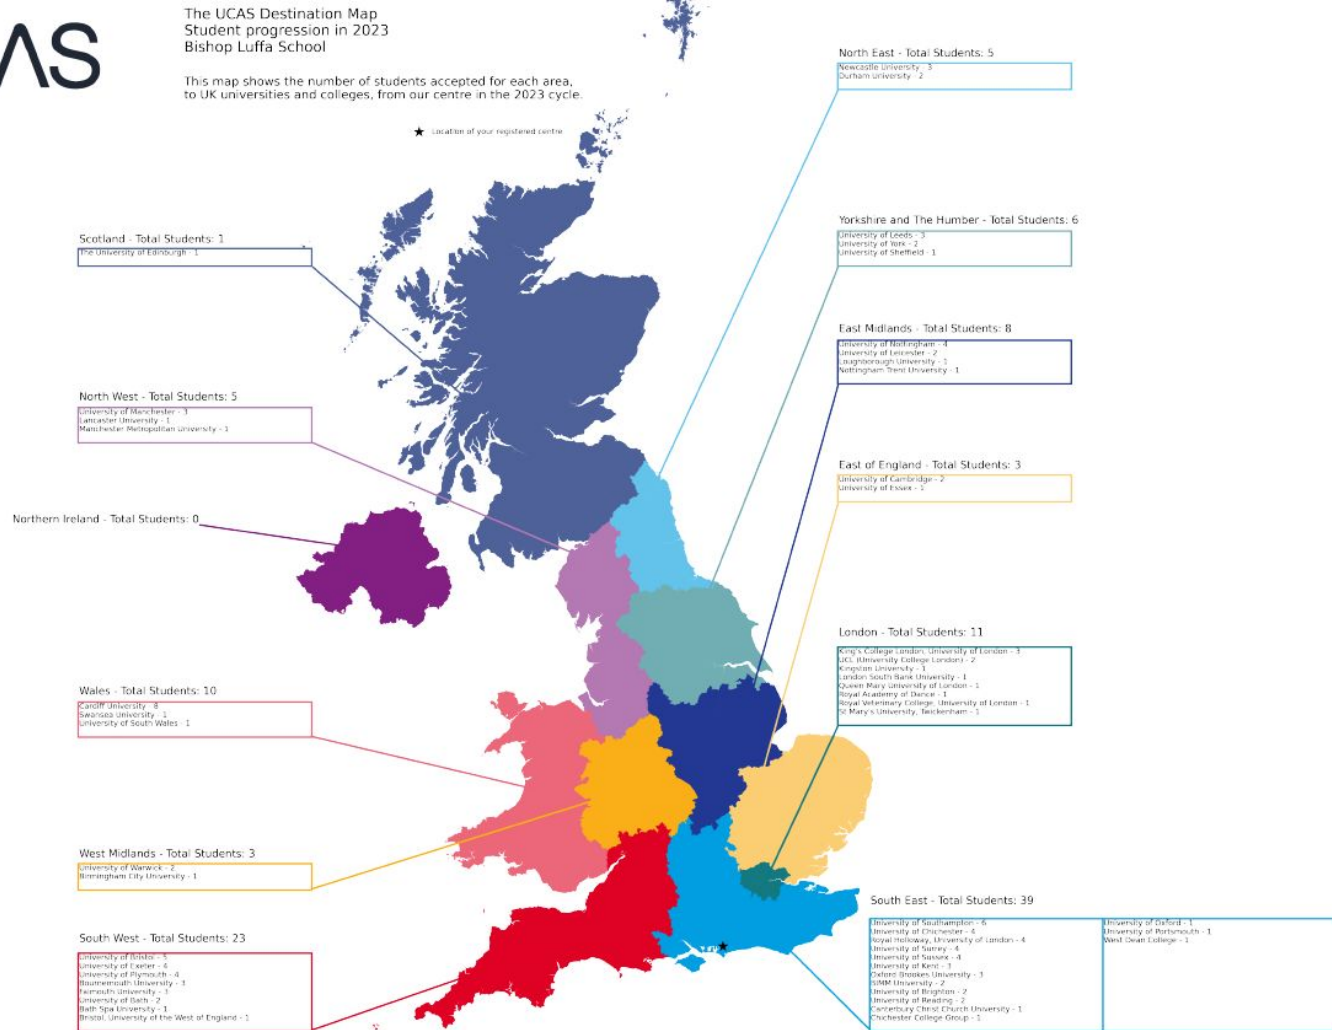 AS
The UCAS Destination Map
Student progression in 2023
Bishop Luffa School
This map shows the number of students accepted for each area,
to UK universities and colleges, from our centre in the 2023 cycle.
Location of your registered centre
North East - Total Students: 5
Newcastle University - 3
Durham University - 2
Yorkshire and The Humber - Total Students: 6
University of Leeds - 3
University of York - 2
University of Sheffield - 1
Scotland - Total Students: 1
The University of Edinburgh - 1
East Midlands - Total Students: 8
University of Nottingham - 4
University of Leicester - 2
Loughborough University - 1
Nottingham Trent University - 1
North West - Total Students: 5
University of Manchester - 3
Lancaster University - 1
Manchester Metropolitan University - 1
East of England - Total Students: 3
University of Cambridge - 2
University of Essex - 1
Northern Ireland - Total Students: 0
London - Total Students: 11
King's College London, University of London - 3
UCL (University College London) - 2
Kingston University - 1
London South Bank University - 1
Queen Mary University of London - 1
Royal Academy of Dance - 1
Royal Veterinary College, University of London - 1
St Mary's University, Twickenham - 1
Wales - Total Students: 10
Cardiff University - 8
Swansea University - 1
University of South Wales - 1
West Midlands - Total Students: 3
University of Warwick - 2
Birmingham City University - 1
South West - Total Students: 23
University of Bristol - 5
University of Exeter - 4
University of Plymouth - 4
Bournemouth University - 3
Falmouth University - 3
University of Bath - 2
Bath Spa University - 1
Bristol, University of the West of England - 1
South East - Total Students: 39
University of Southampton - 6
University of Chichester - 4
Royal Holloway, University of London - 4
University of Surrey - 4
University of Sussex - 4
University of Kent - 3
Oxford Brookes University - 3
BIMM University - 2
University of Brighton - 2
University of Reading - 2
Canterbury Christ Church University - 1
Chichester College Group - 1
University of Oxford - 1
University of Portsmouth - 1
West Dean College - 1